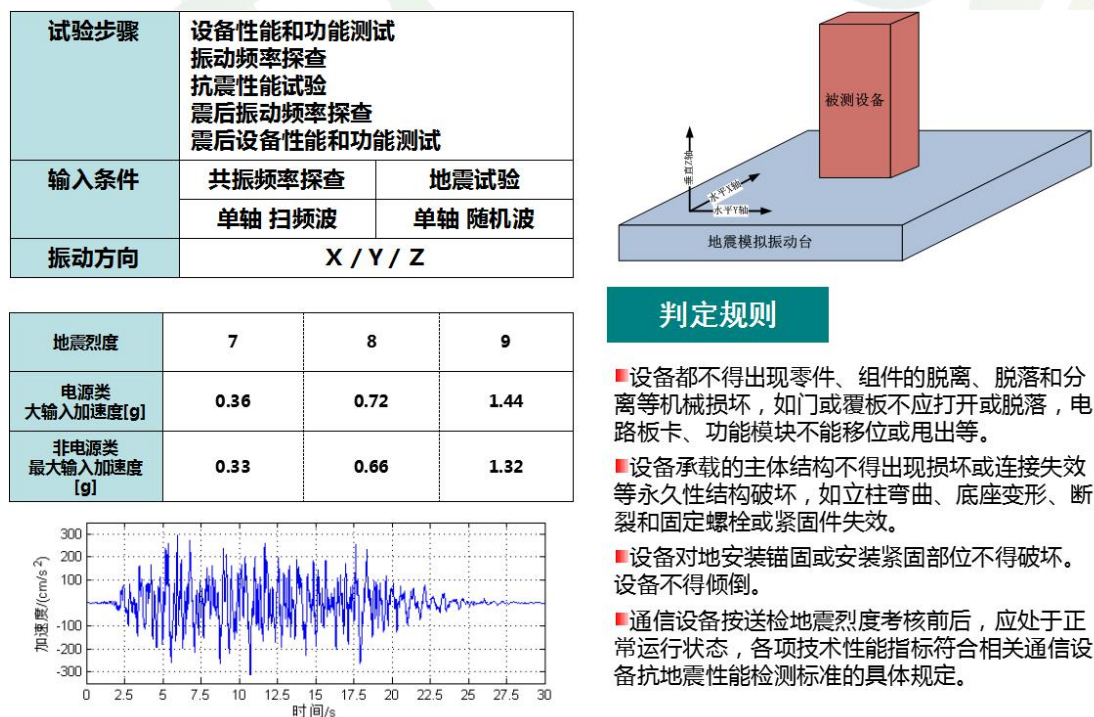 试验步骤
设备性能和功能测试
振动频率探查
抗震性能试验
震后振动频率探查
震后设备性能和功能测试
输入条件
共振频率探查
地震试验
单轴 扫频波
单轴 随机波
振动方向
X / Y / Z
地震烈度
7
8
9
电源类
大输入加速度[g]
0.36
0.72
1.44
非电源类
最大输入加速度
[g]
0.33
0.66
1.32
300
200
100
-100
-200
-300
加速度/(cm/s²)
0
2.5
5
7.5
10
12.5
15
17.5
20
22.5
25
27.5
30
时间/s
被测设备
垂直Z轴
水平X轴
水平Y轴
地震模拟振动台
判定规则
设备都不得出现零件、组件的脱离、脱落和分
离等机械损坏，如门或覆板不应打开或脱落，电
路板卡、功能模块不能移位或甩出等。
设备承载的主体结构不得出现损坏或连接失效
等永久性结构破坏，如立柱弯曲、底座变形、断
裂和固定螺栓或紧固件失效。
设备对地安装锚固或安装紧固部位不得破坏。
设备不得倾倒。
通信设备按送检地震烈度考核前后，应处于正
常运行状态，各项技术性能指标符合相关通信设
备抗地震性能检测标准的具体规定。